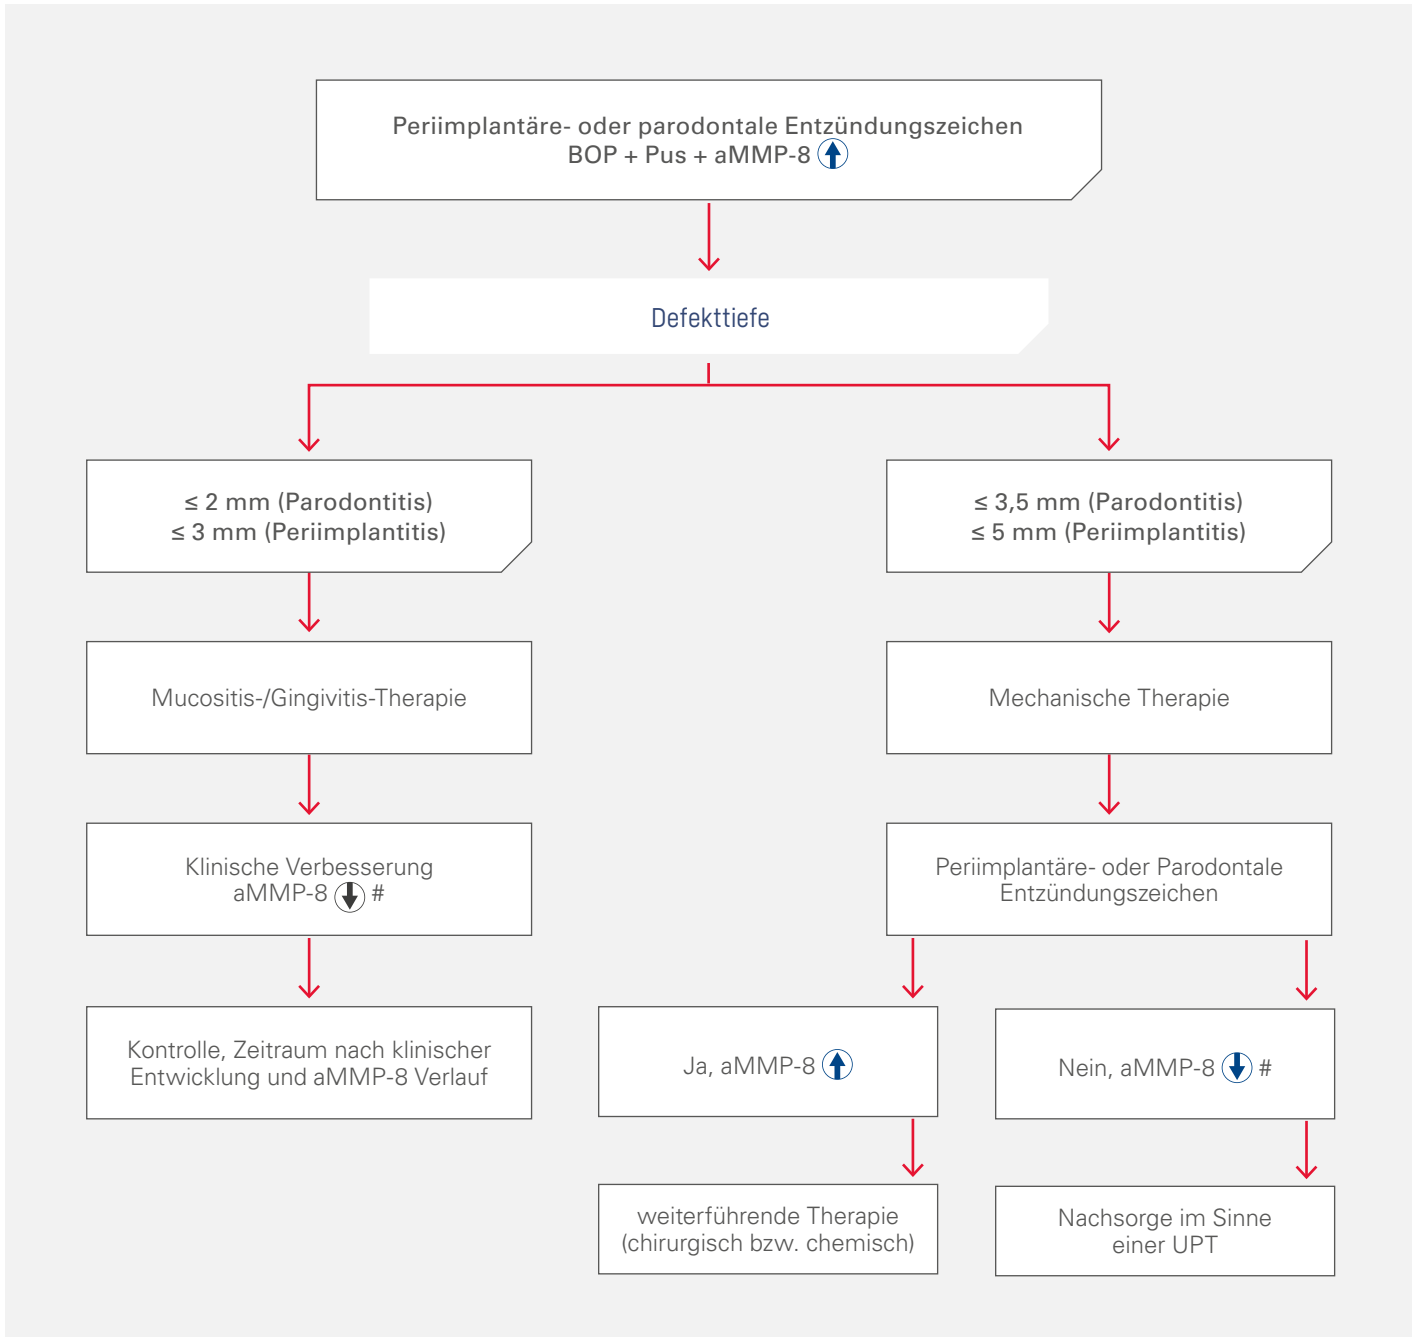 Periimplantäre- oder parodontale Entzündungszeichen
BOP + Pus + aMMP-8
Defekttiefe
≤ 2 mm (Parodontitis)
≤ 3 mm (Periimplantitis)
≤ 3,5 mm (Parodontitis)
≤ 5 mm (Periimplantitis)
Mucositis-/Gingivitis-Therapie
Mechanische Therapie
Klinische Verbesserung
aMMP-8 #
Periimplantäre- oder Parodontale
Entzündungszeichen
Kontrolle, Zeitraum nach klinischer
Entwicklung und aMMP-8 Verlauf
Ja, aMMP-8
Nein, aMMP-8 #
weiterführende Therapie
(chirurgisch bzw. chemisch)
Nachsorge im Sinne
einer UPT